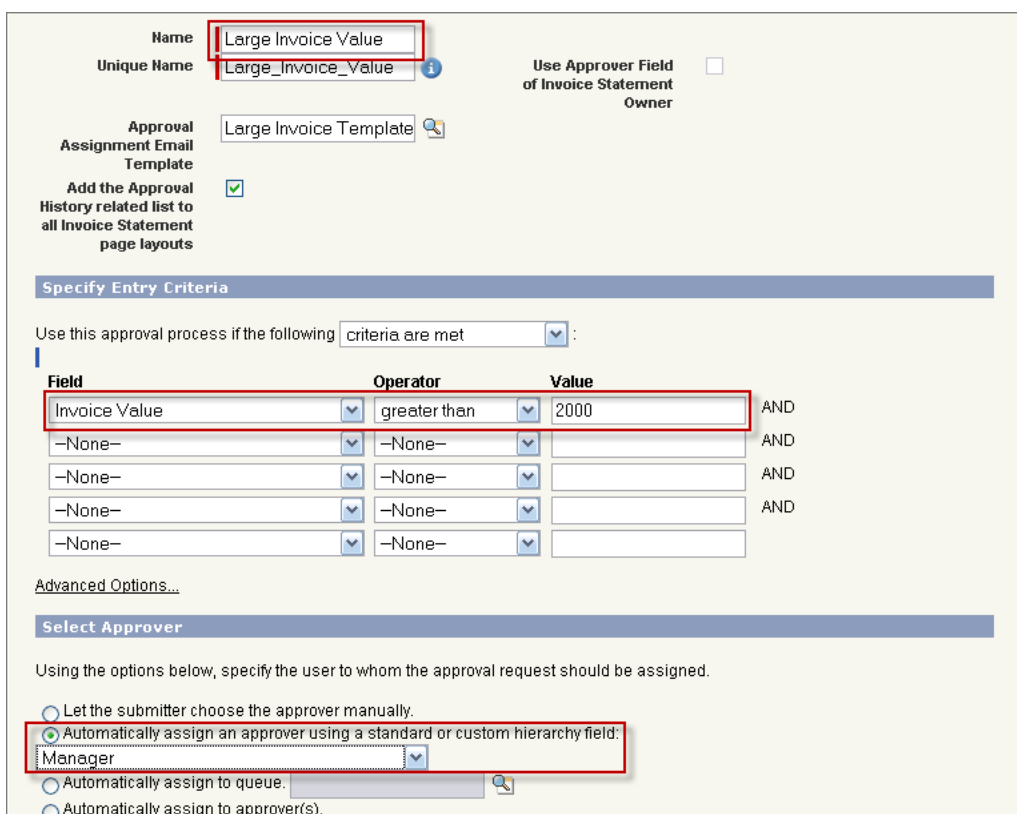 Name Large Invoice Value
Unique Name Large_Invoice_Value i Use Approver Field
of Invoice Statement
Owner
Approval Large Invoice Template
Assignment Email
Template
Add the Approval
History related list to
all Invoice Statement
page layouts
Specify Entry Criteria
Use this approval process if the following criteria are met :
Field Operator Value
Invoice Value greater than 2000 AND
--None-- --None-- AND
--None-- --None-- AND
--None-- --None-- AND
--None-- --None--
Advanced Options...
Select Approver
Using the options below, specify the user to whom the approval request should be assigned.
Let the submitter choose the approver manually.
Automatically assign an approver using a standard or custom hierarchy field:
Manager
Automatically assign to queue.
Automatically assign to approver(s).